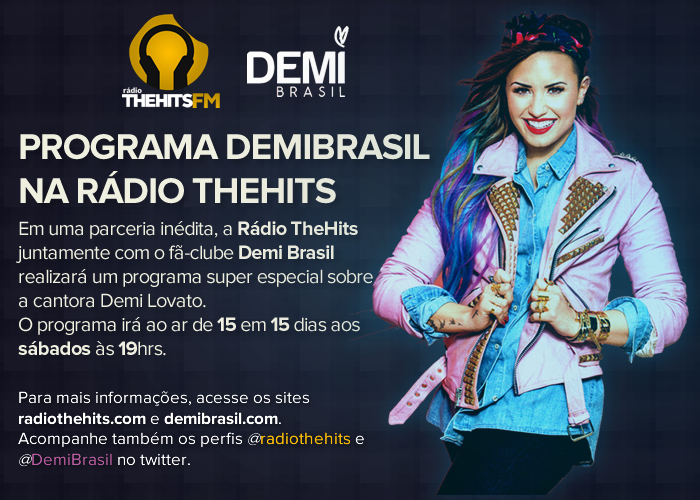 rádio
THEHITSFM
DEMI
BRASIL
PROGRAMA DEMIBRASIL
NA RÁDIO THEHITS
Em uma parceria inédita, a Rádio TheHits
juntamente com o fã-clube Demi Brasil
realizará um programa super especial sobre
a cantora Demi Lovato.
O programa irá ao ar de 15 em 15 dias aos
sábados às 19hrs.
Para mais informações, acesse os sites
radiothehits.com e demibrasil.com.
Acompanhe também os perfis @radiothehits e
@DemiBrasil no twitter.